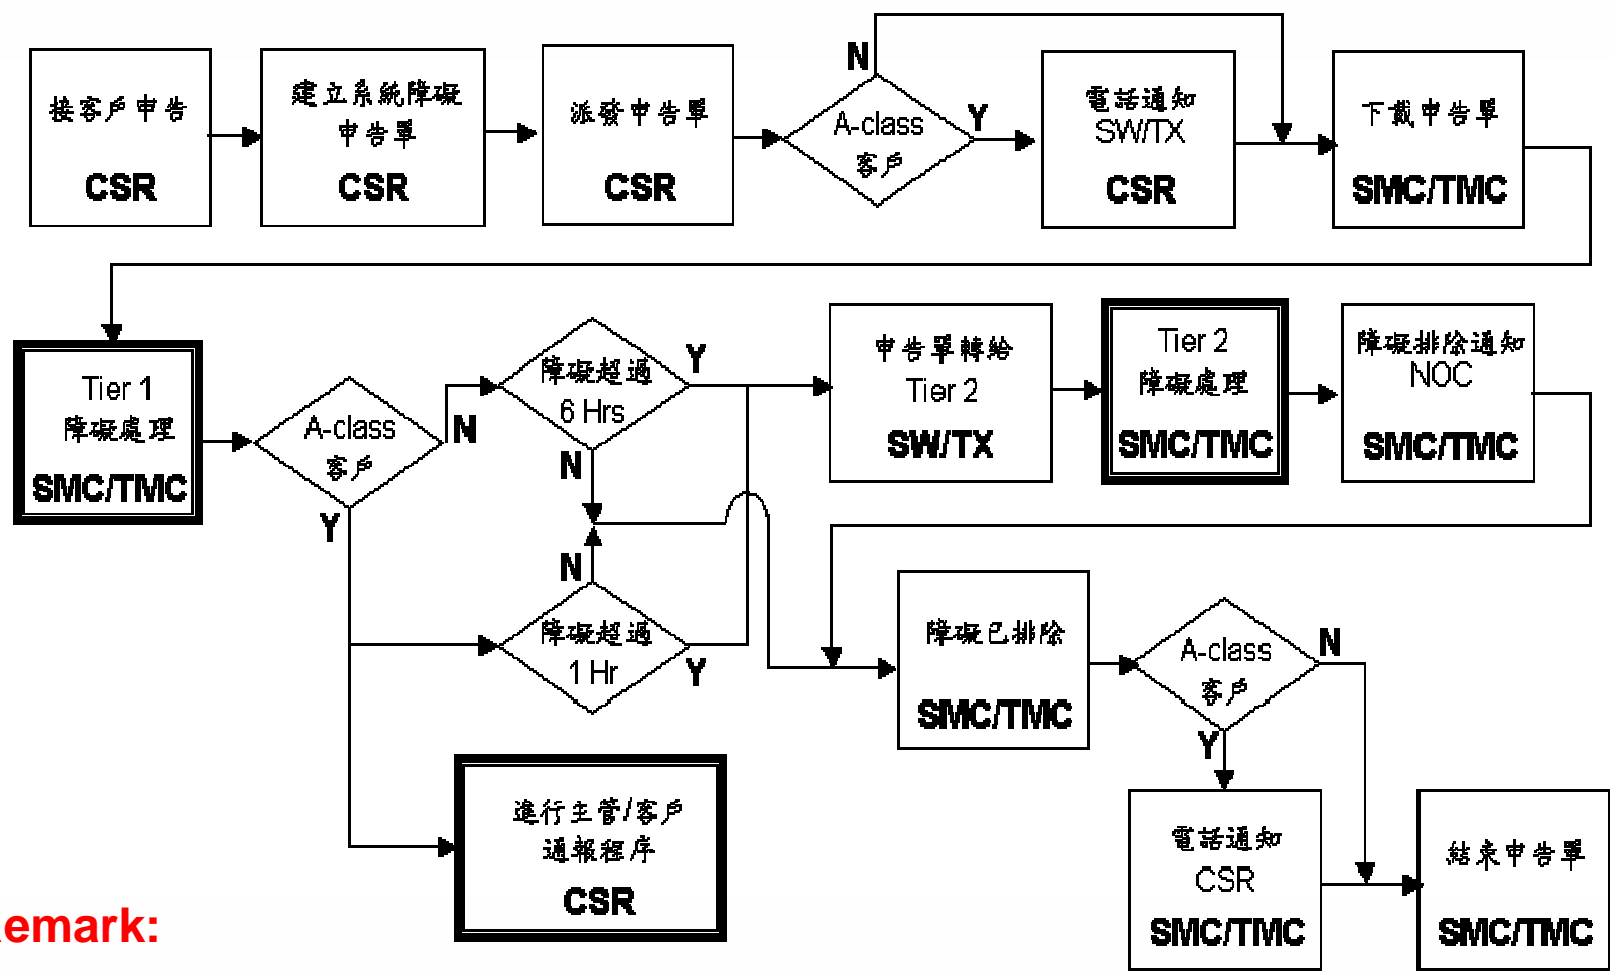 接客戶申告
CSR
建立系統障礙
申告單
CSR
派發申告單
CSR
N
A-class
客戶
Y
電話通知
SW/TX
CSR
下載申告單
SMC/TMC
Tier 1
障礙處理
SMC/TMC
A-class
客戶
N
Y
障礙超過
6 Hrs
Y
N
N
障礙超過
1 Hr
Y
進行主管/客戶
通報程序
CSR
申告單轉給
Tier 2
SW/TX
Tier 2
障礙處理
SMC/TMC
障礙排除通知
NOC
SMC/TMC
障礙已排除
SMC/TMC
A-class
客戶
N
Y
電話通知
CSR
SMC/TMC
結束申告單
SMC/TMC
emark: